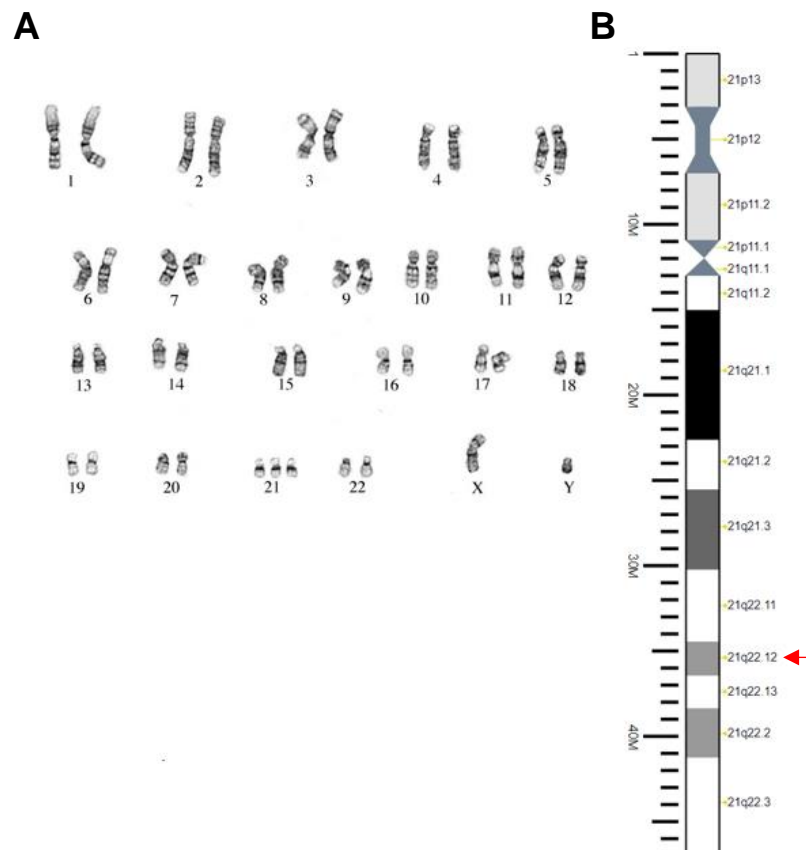 A
1 2 3 4 5
6 7 8 9 10 11 12
13 14 15 16 17 18
19 20 21 22 X Y
B
1
10M
20M
30M
40M
21p13
21p12
21p11.2
21p11.1
21q11.1
21q11.2
21q21.1
21q21.2
21q21.3
21q22.11
21q22.12
21q22.13
21q22.2
21q22.3